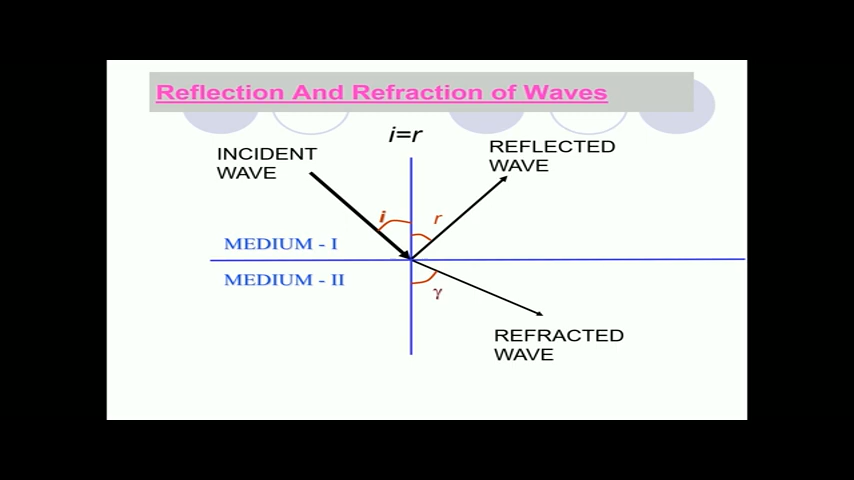 Reflection And Refraction of Waves
i=r
INCIDENT
WAVE
REFLECTED
WAVE
i
r
MEDIUM - I
MEDIUM - II
γ
REFRACTED
WAVE